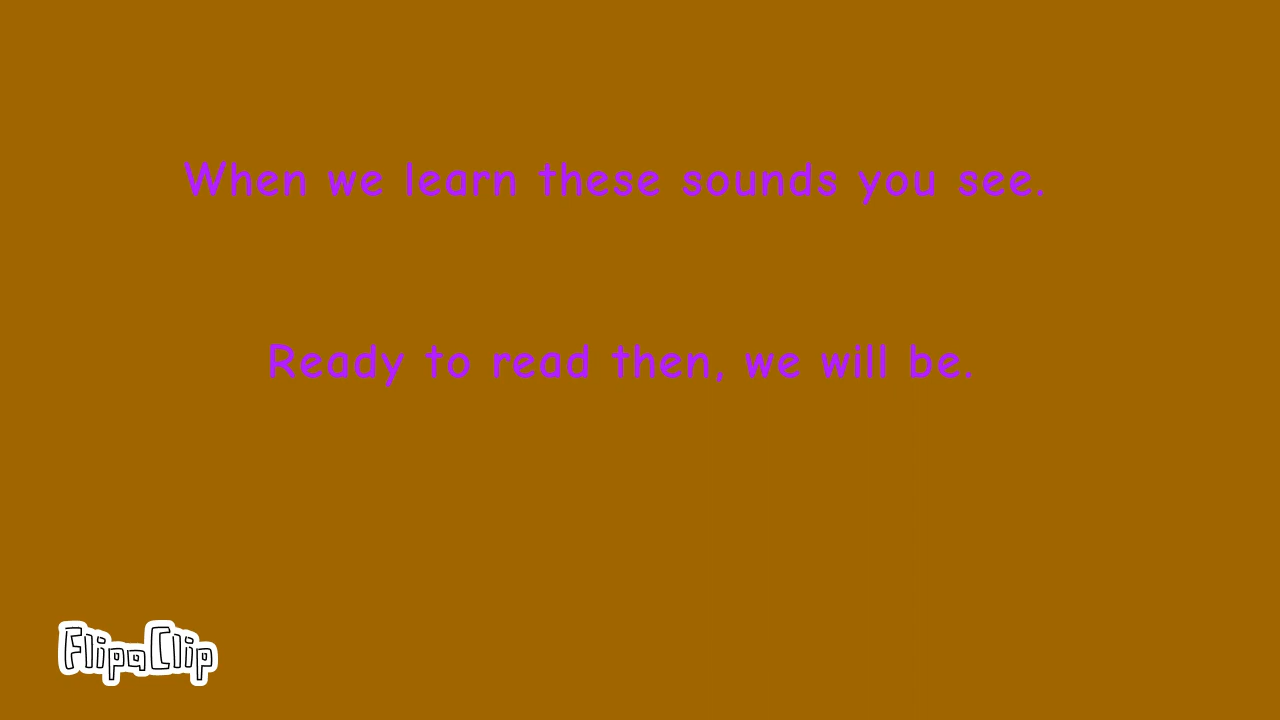 When we learn these sounds you see.
Ready to read then, we will be.
FlipaClip